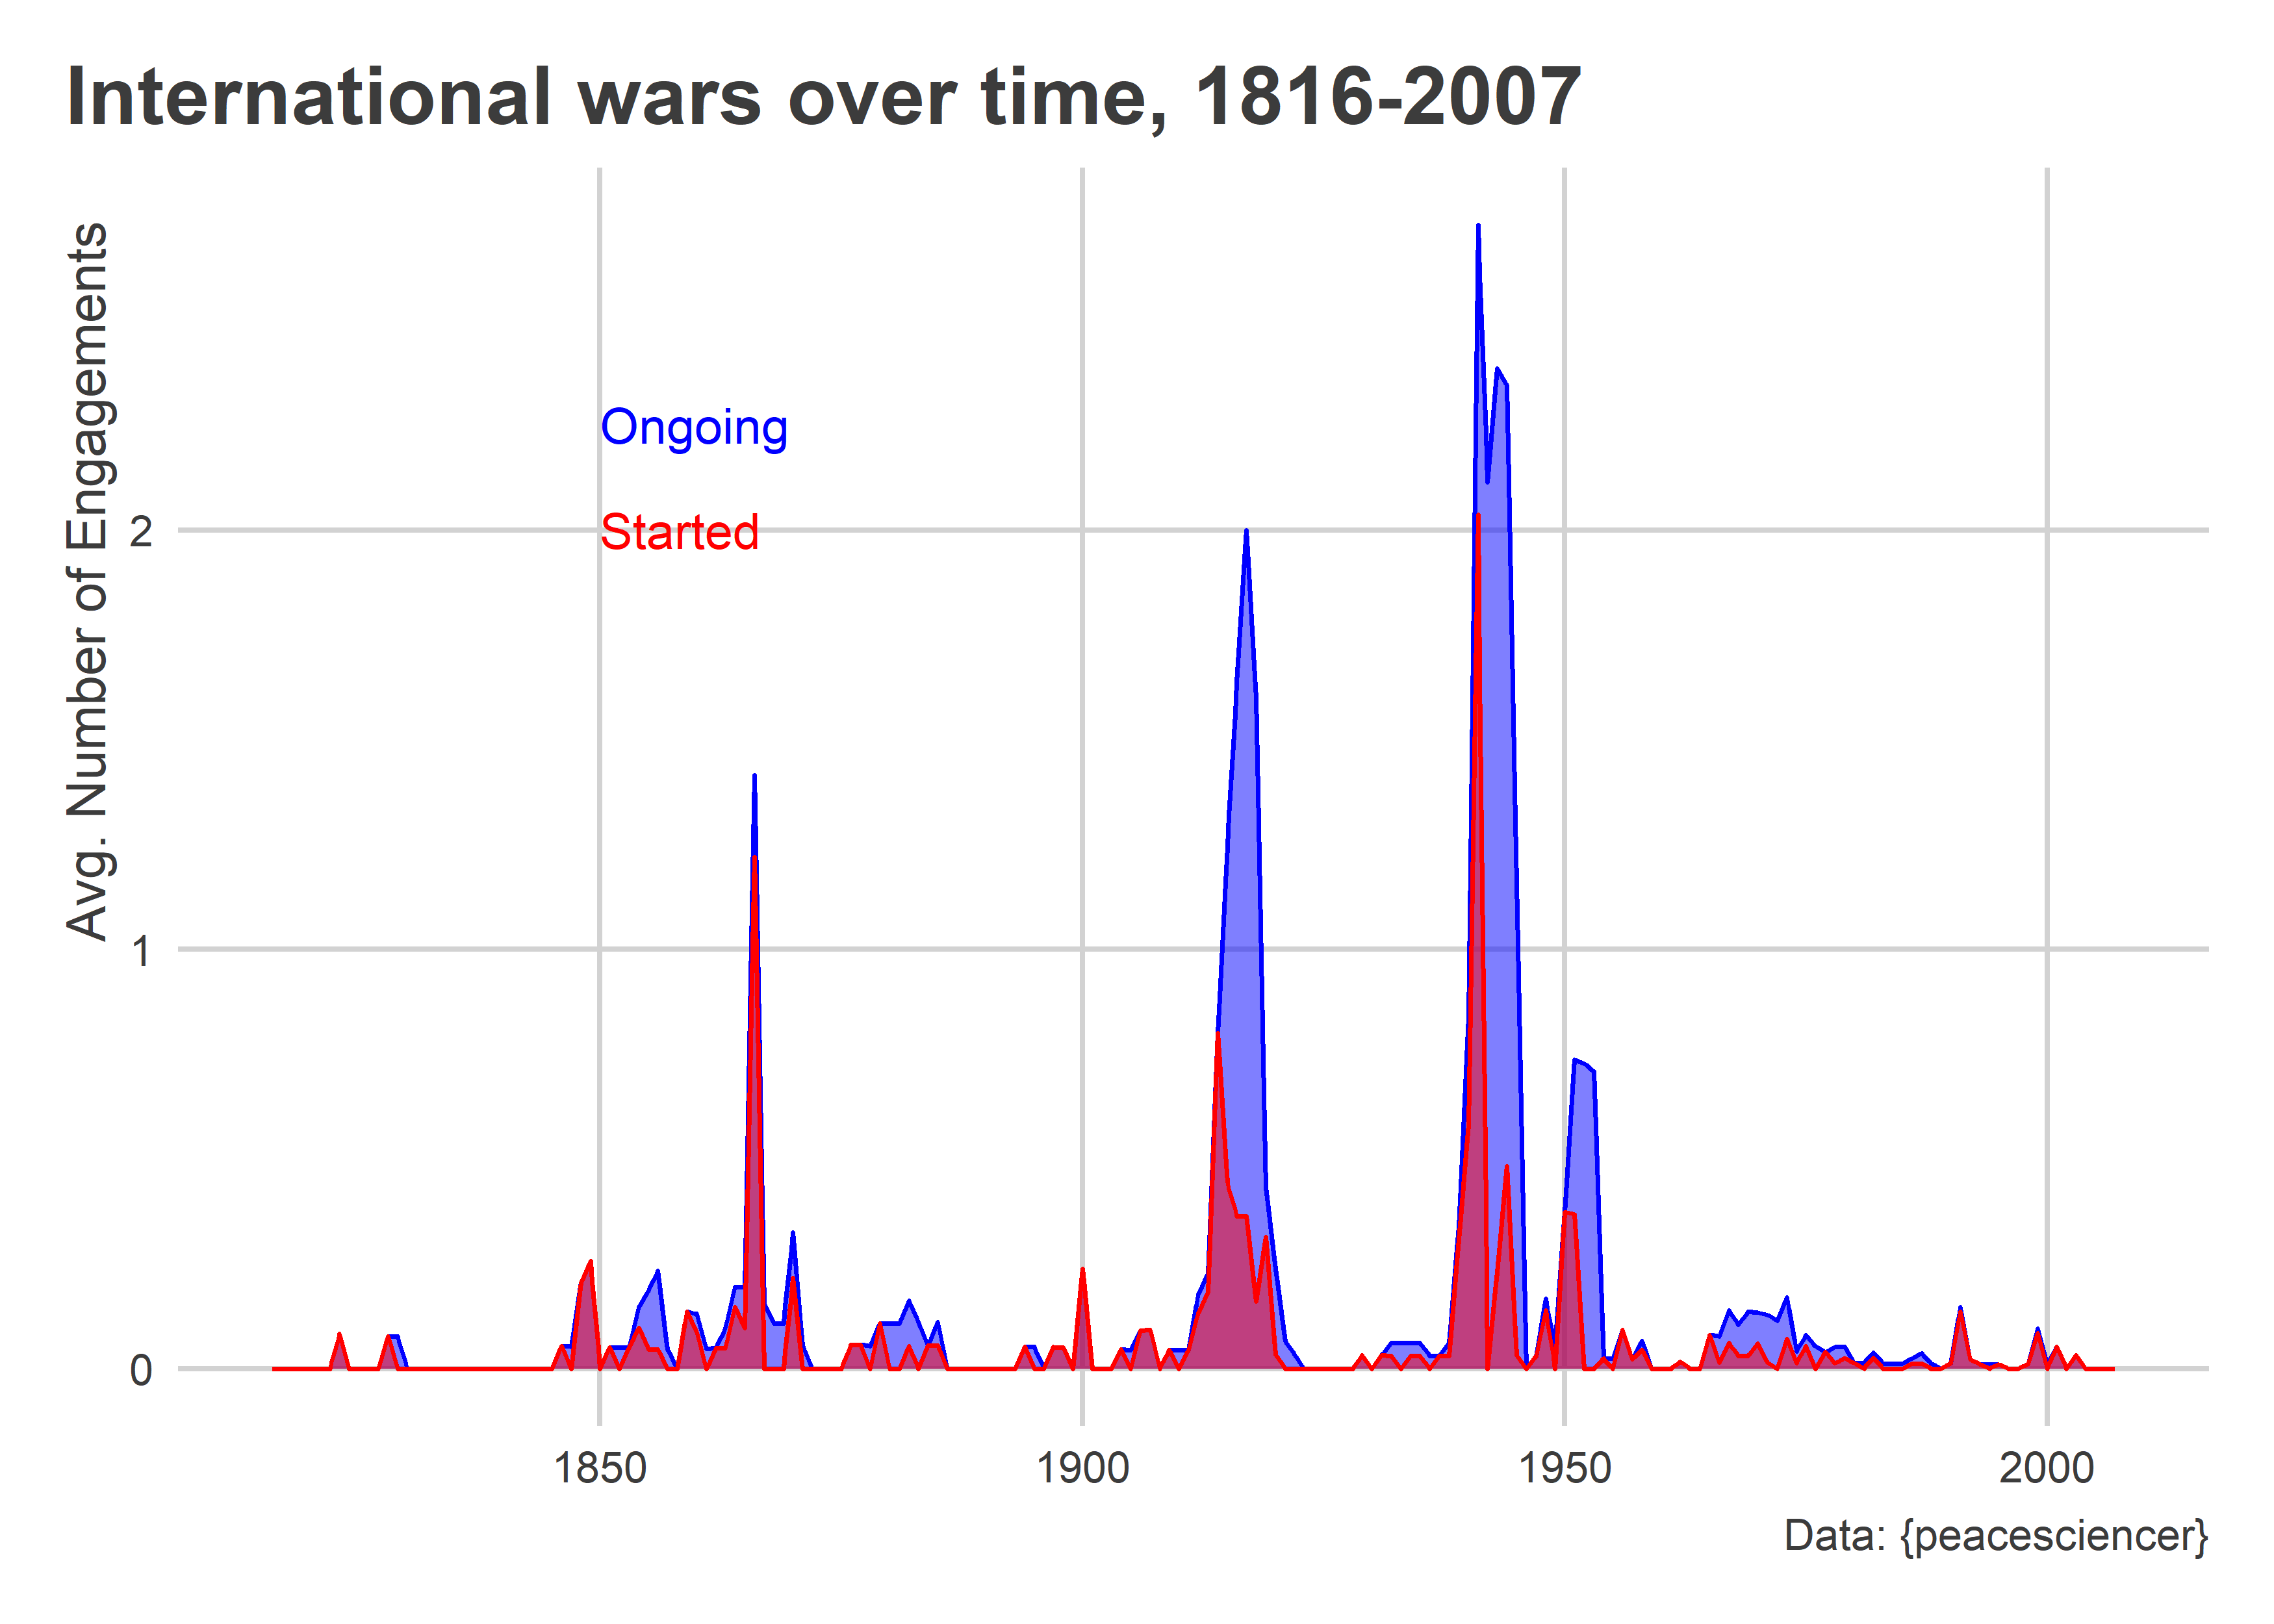 International wars over time, 1816-2007
Avg. Number of Engagements
Ongoing
Started
2
1
0
1850
1900
1950
2000
Data: {peacesciencer}